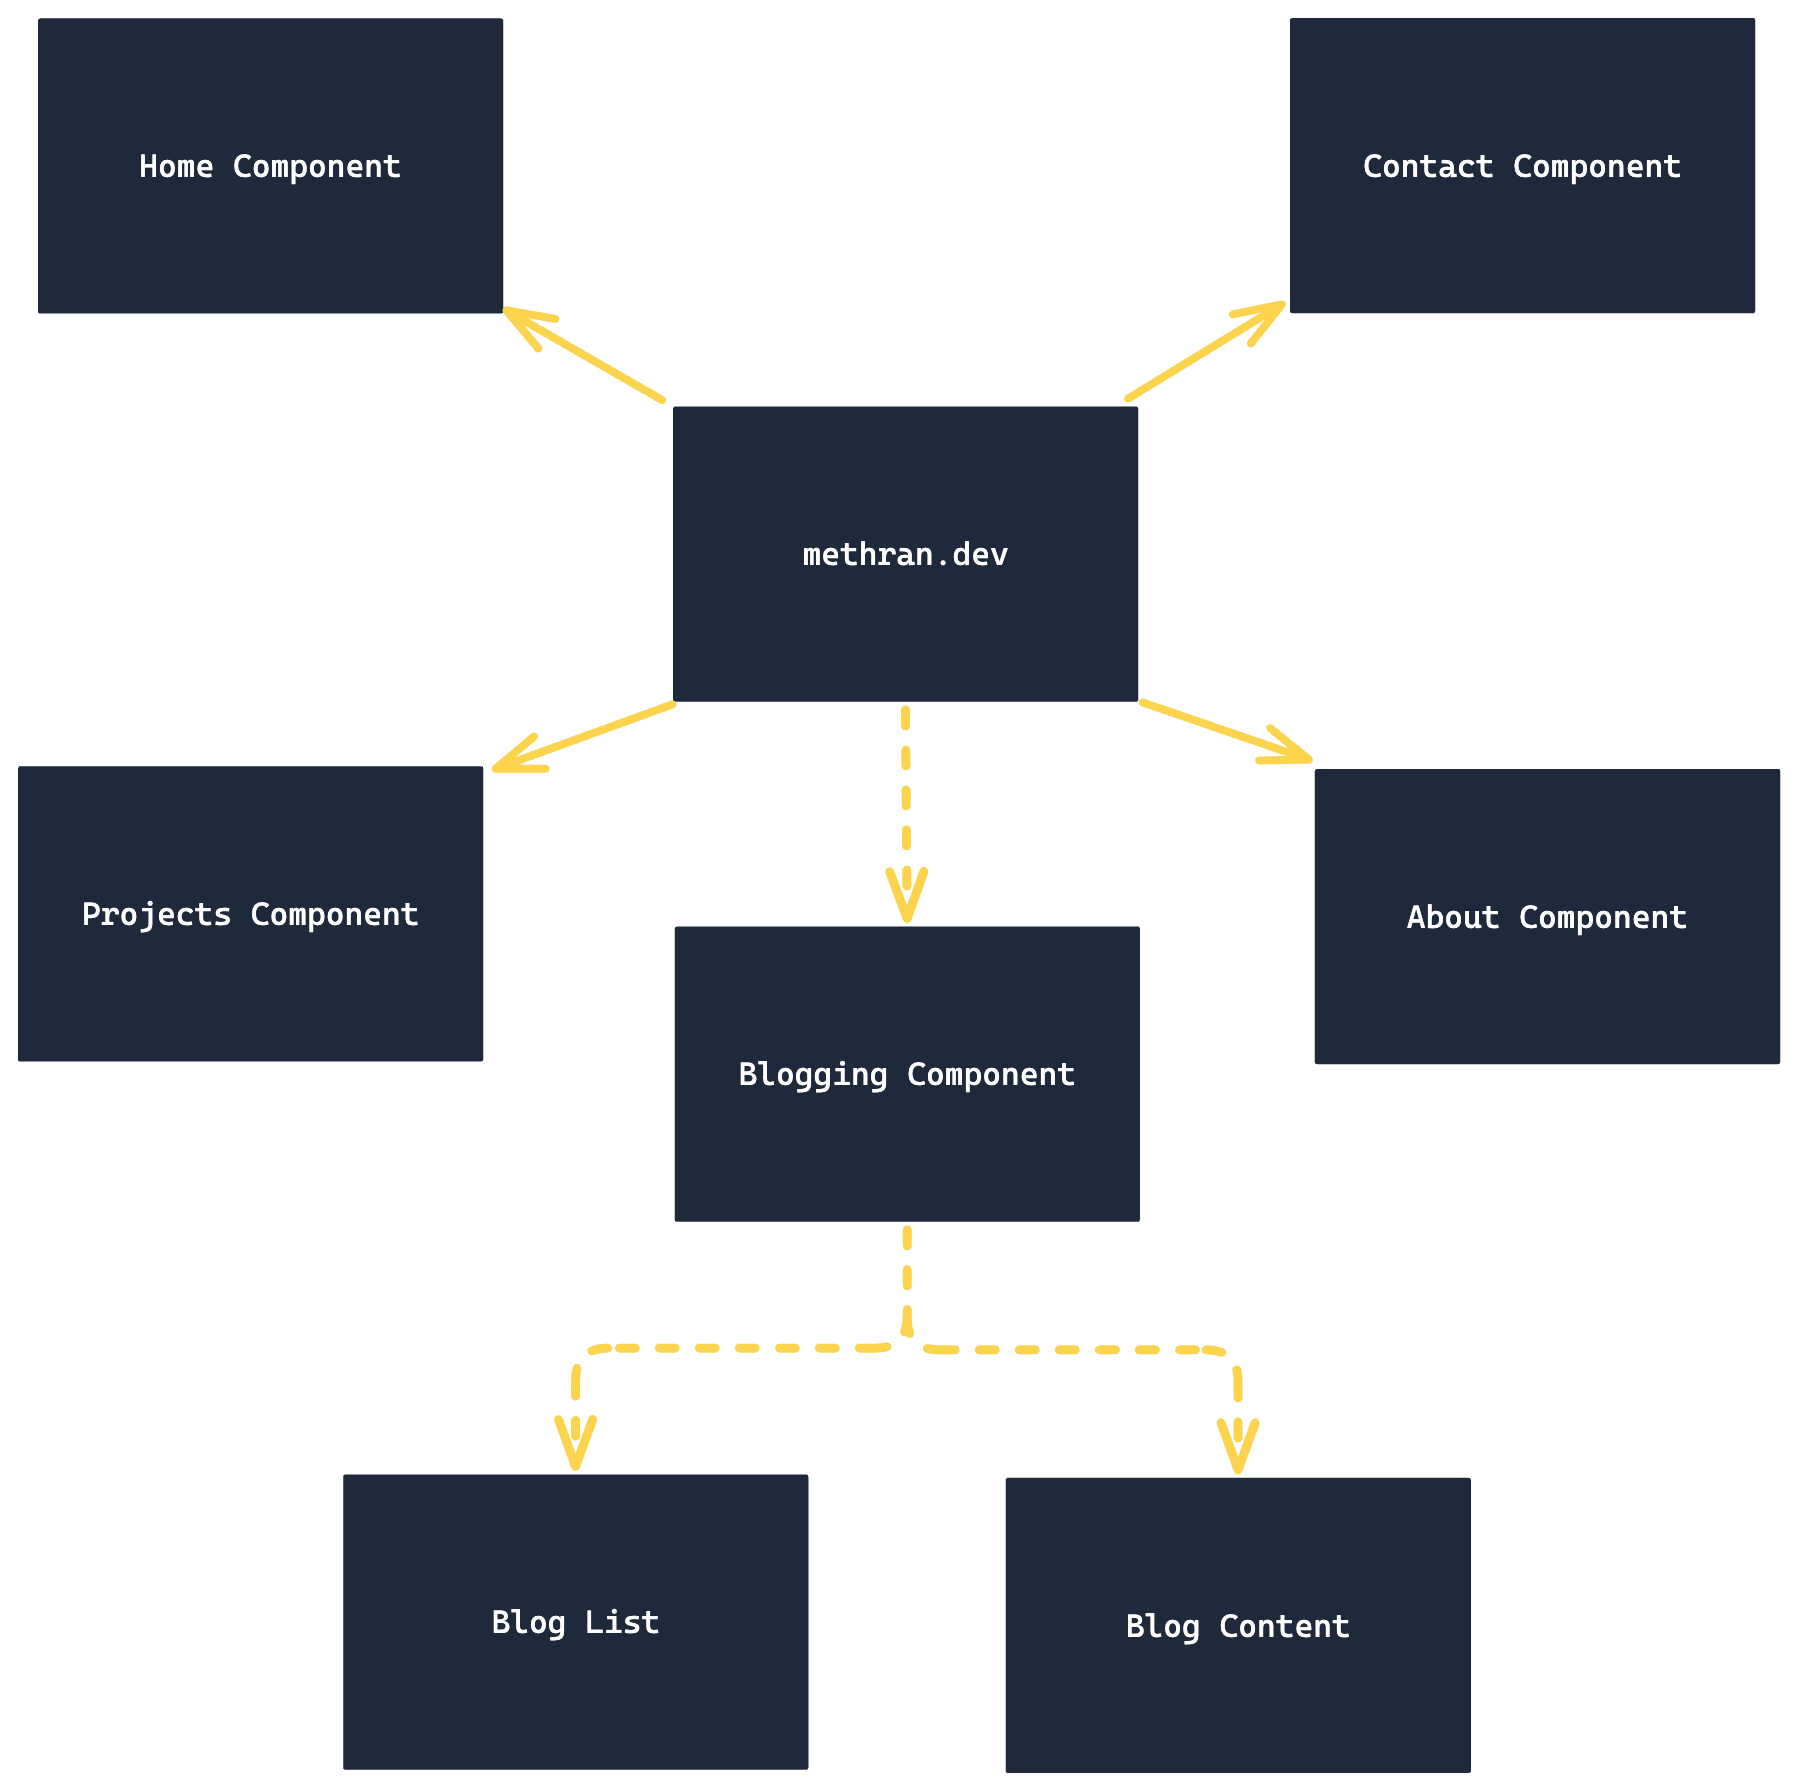 Home Component
Contact Component
methran.dev
Projects Component
About Component
Blogging Component
Blog List
Blog Content